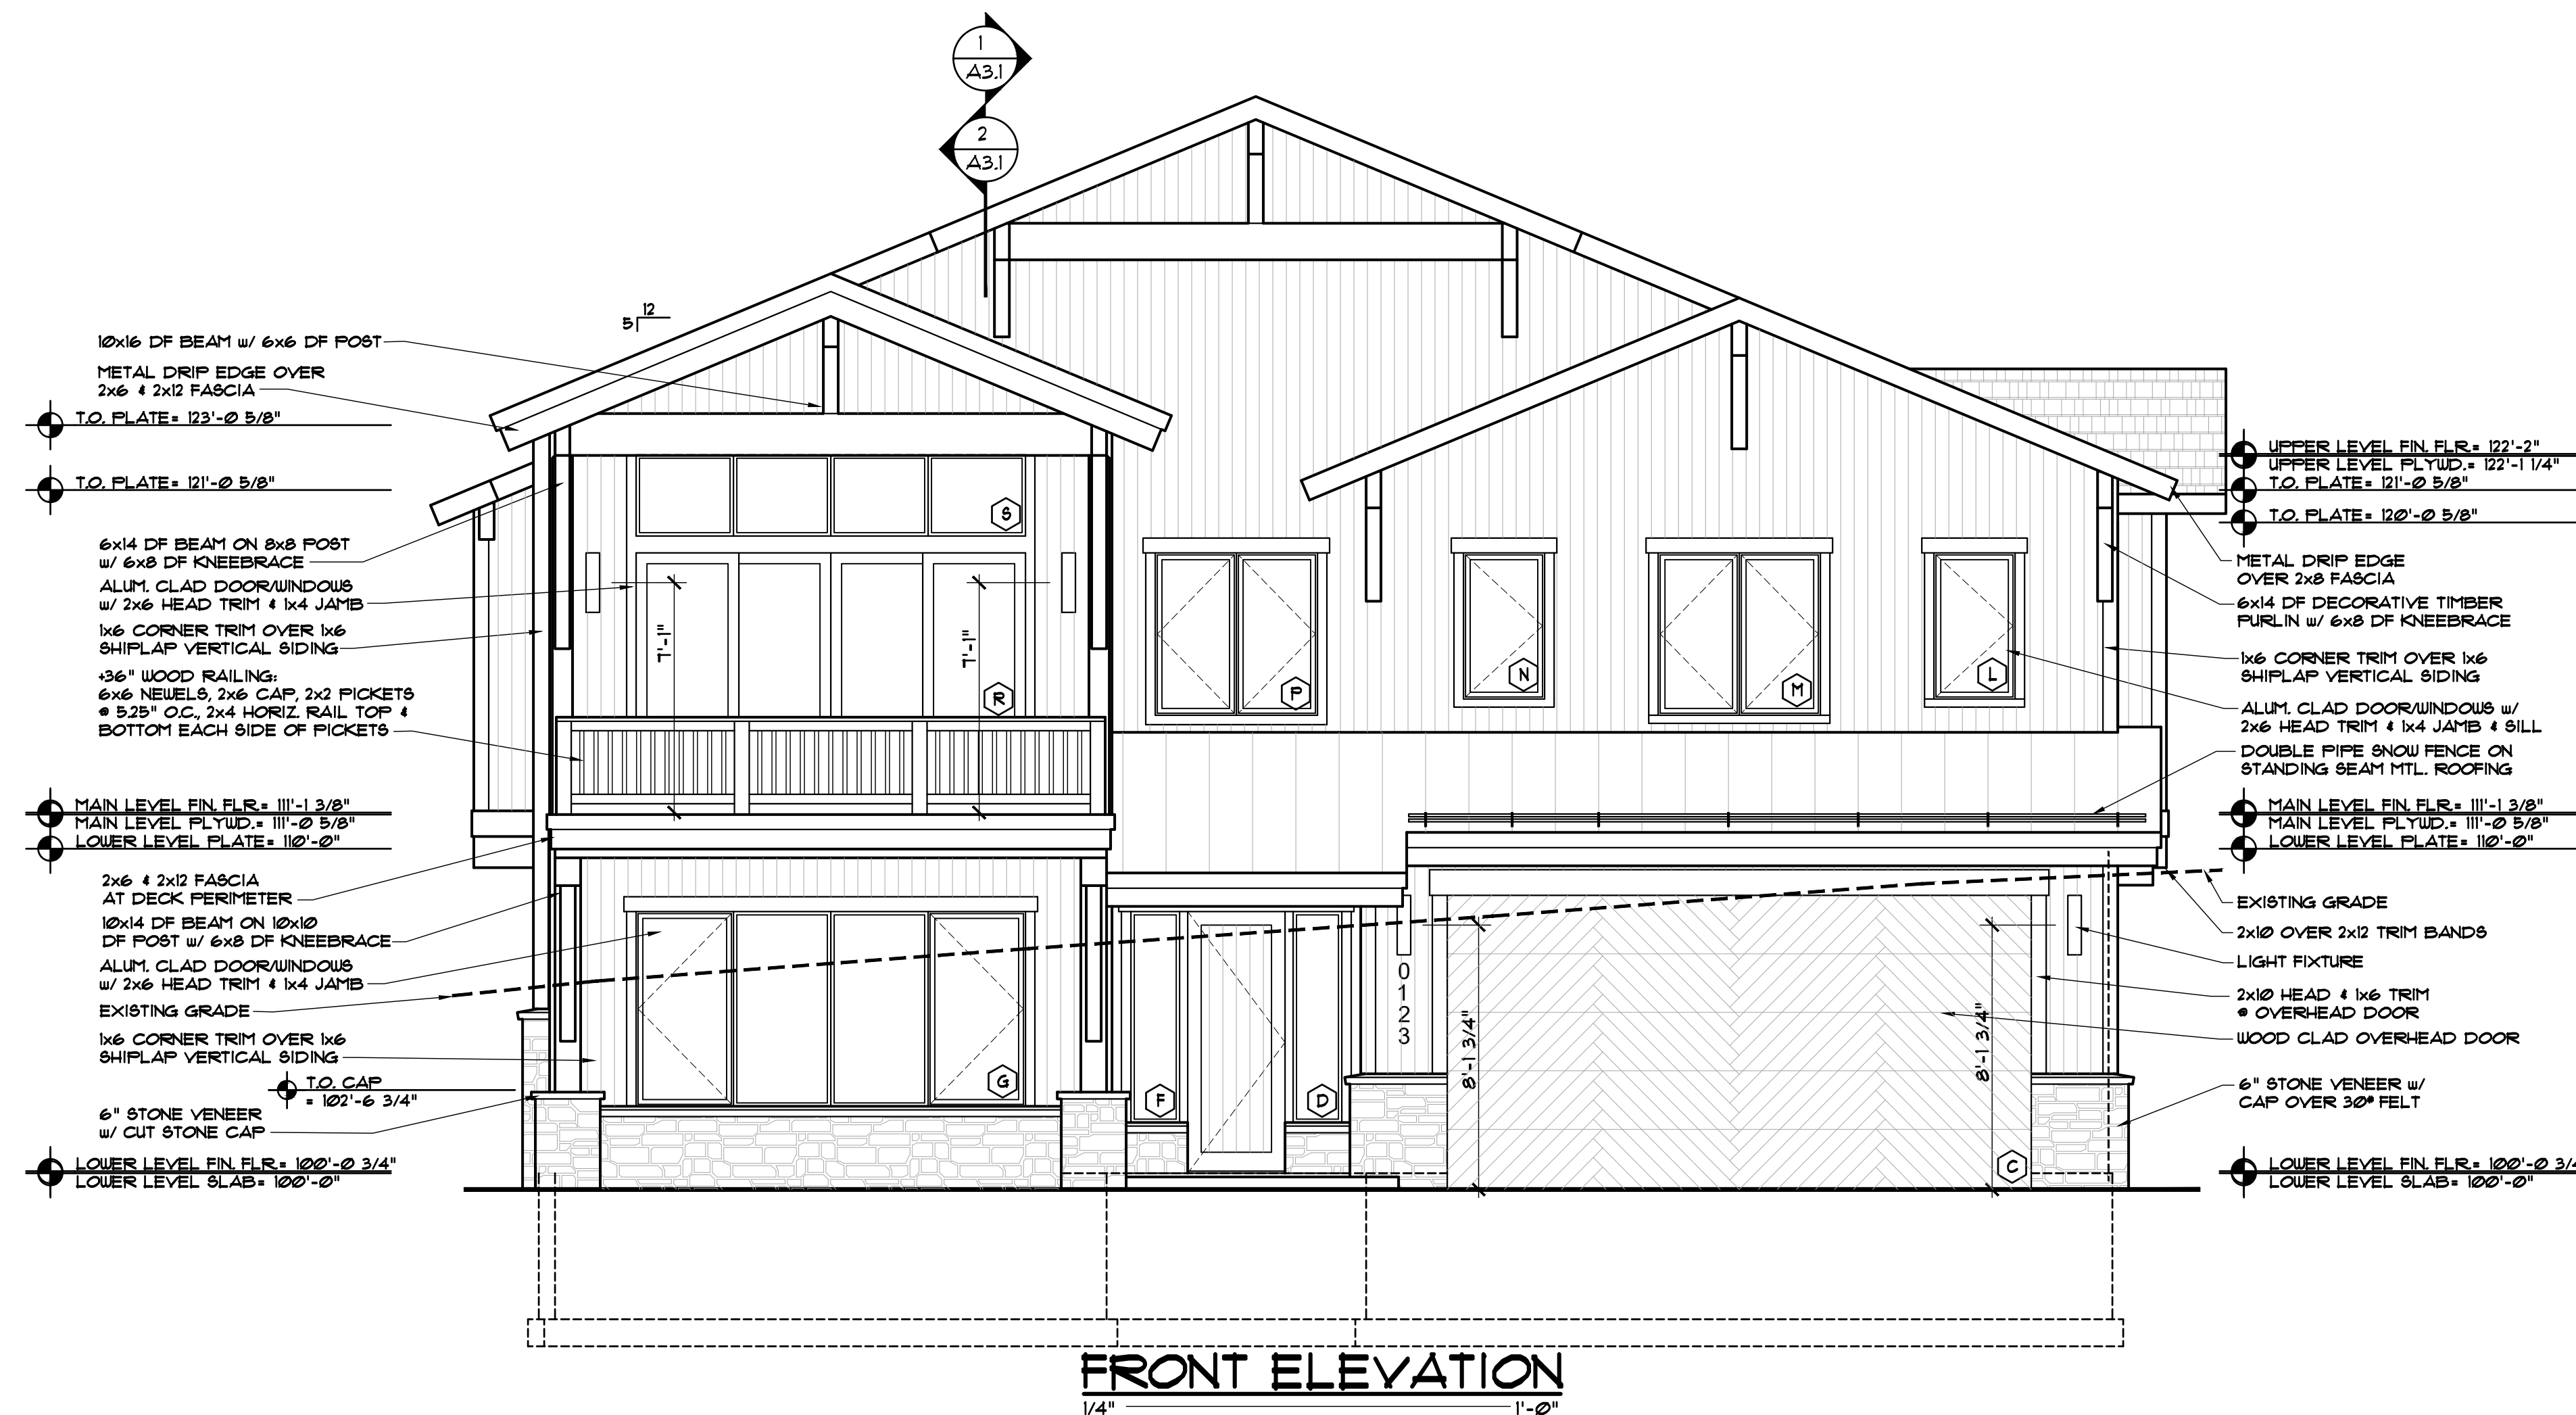 1
A3.1
2
A3.1
12
5
10x16 DF BEAM w/ 6x6 DF POST
METAL DRIP EDGE OVER
2x6 & 2x12 FASCIA
T.O. PLATE= 123'-0 5/8"
T.O. PLATE= 121'-0 5/8"
6x14 DF BEAM ON 8x8 POST
w/ 6x8 DF KNEEBRACE
ALUM. CLAD DOOR/WINDOWS
w/ 2x6 HEAD TRIM & 1x4 JAMB
1x6 CORNER TRIM OVER 1x6
SHIPLAP VERTICAL SIDING
+36" WOOD RAILING:
6x6 NEWELS, 2x6 CAP, 2x2 PICKETS
@ 5.25" O.C., 2x4 HORIZ RAIL TOP &
BOTTOM EACH SIDE OF PICKETS
MAIN LEVEL FIN. FLR.= 111'-1 3/8"
MAIN LEVEL PLYWD.= 111'-0 5/8"
LOWER LEVEL PLATE= 110'-0"
2x6 & 2x12 FASCIA
AT DECK PERIMETER
10x14 DF BEAM ON 10x10
DF POST w/ 6x8 DF KNEEBRACE
ALUM. CLAD DOOR/WINDOWS
w/ 2x6 HEAD TRIM & 1x4 JAMB
EXISTING GRADE
1x6 CORNER TRIM OVER 1x6
SHIPLAP VERTICAL SIDING
T.O. CAP
= 102'-6 3/4"
6" STONE VENEER
w/ CUT STONE CAP
LOWER LEVEL FIN. FLR.= 100'-0 3/4"
LOWER LEVEL SLAB= 100'-0"
S
7'-1"
7'-1"
R
P
N
M
L
G
F
D
0
1
2
3
8'-1 3/4"
8'-1 3/4"
C
UPPER LEVEL FIN. FLR.= 122'-2"
UPPER LEVEL PLYWD.= 122'-1 1/4"
T.O. PLATE= 121'-0 5/8"
T.O. PLATE= 120'-0 5/8"
METAL DRIP EDGE
OVER 2x8 FASCIA
6x14 DF DECORATIVE TIMBER
PURLIN w/ 6x8 DF KNEEBRACE
1x6 CORNER TRIM OVER 1x6
SHIPLAP VERTICAL SIDING
ALUM. CLAD DOOR/WINDOWS w/
2x6 HEAD TRIM & 1x4 JAMB & SILL
DOUBLE PIPE SNOW FENCE ON
STANDING SEAM MTL. ROOFING
MAIN LEVEL FIN. FLR.= 111'-1 3/8"
MAIN LEVEL PLYWD.= 111'-0 5/8"
LOWER LEVEL PLATE= 110'-0"
EXISTING GRADE
2x10 OVER 2x12 TRIM BANDS
LIGHT FIXTURE
2x10 HEAD & 1x6 TRIM
@ OVERHEAD DOOR
WOOD CLAD OVERHEAD DOOR
6" STONE VENEER w/
CAP OVER 30# FELT
LOWER LEVEL FIN. FLR.= 100'-0 3/4
LOWER LEVEL SLAB= 100'-0"
FRONT ELEVATION
1/4" 1'-0"